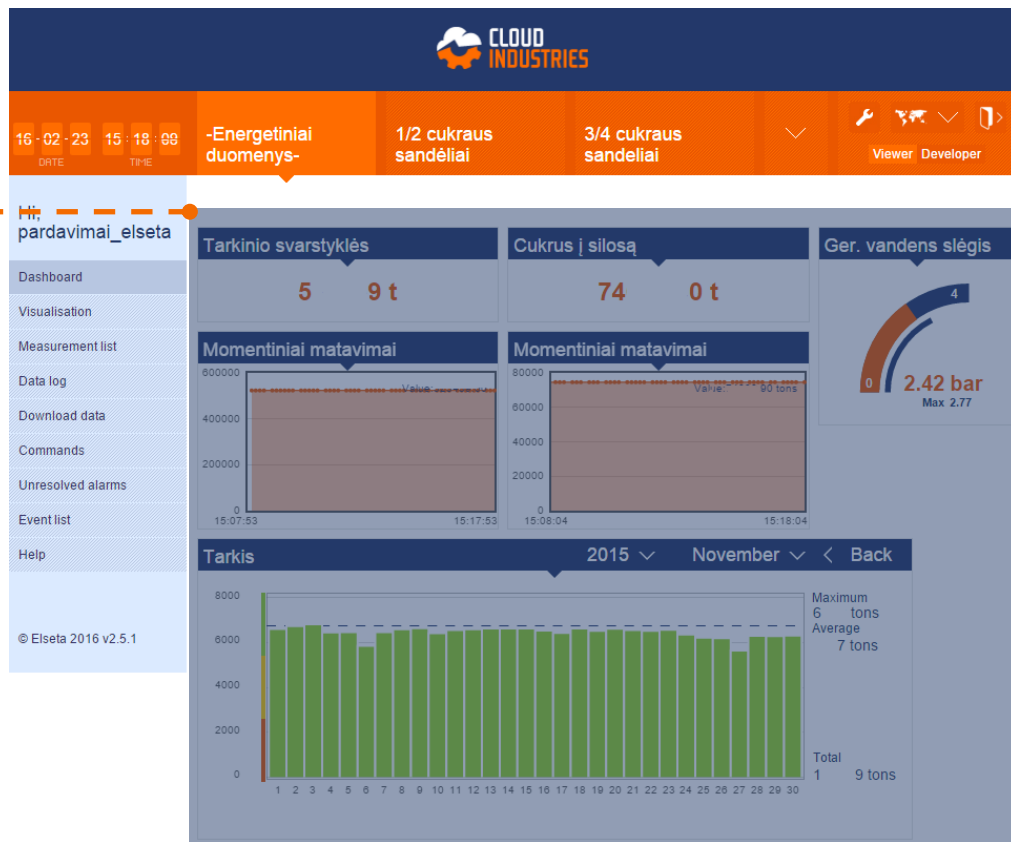 CLOUD
INDUSTRIES
16-02-23 15:18
DATE TIME
-Energetiniai
duomenys-
1/2 cukraus
sandėliai
3/4 cukraus
sandeliai
Viewer Developer
Hi,
pardavimai_elseta
Dashboard
Visualisation
Measurement list
Data log
Download data
Commands
Unresolved alarms
Event list
Help
© Elseta 2016 v2.5.1
Tarkinio svarstyklės
5 9 t
Cukrus į silosą
74 0 t
Ger. vandens slėgis
4
0
2.42 bar
Max 2.77
Momentiniai matavimai
600000
400000
200000
0
15:07:53 15:17:53
Momentiniai matavimai
80000
60000
40000
20000
0
Value: 90 tons
15:08:04 15:18:04
Tarkis 2015 November Back
8000
6000
4000
2000
0
1 2 3 4 5 6 7 8 9 10 11 12 13 14 15 16 17 18 19 20 21 22 23 24 25 26 27 28 29 30
Maximum
6 tons
Average
7 tons
Total
1 9 tons